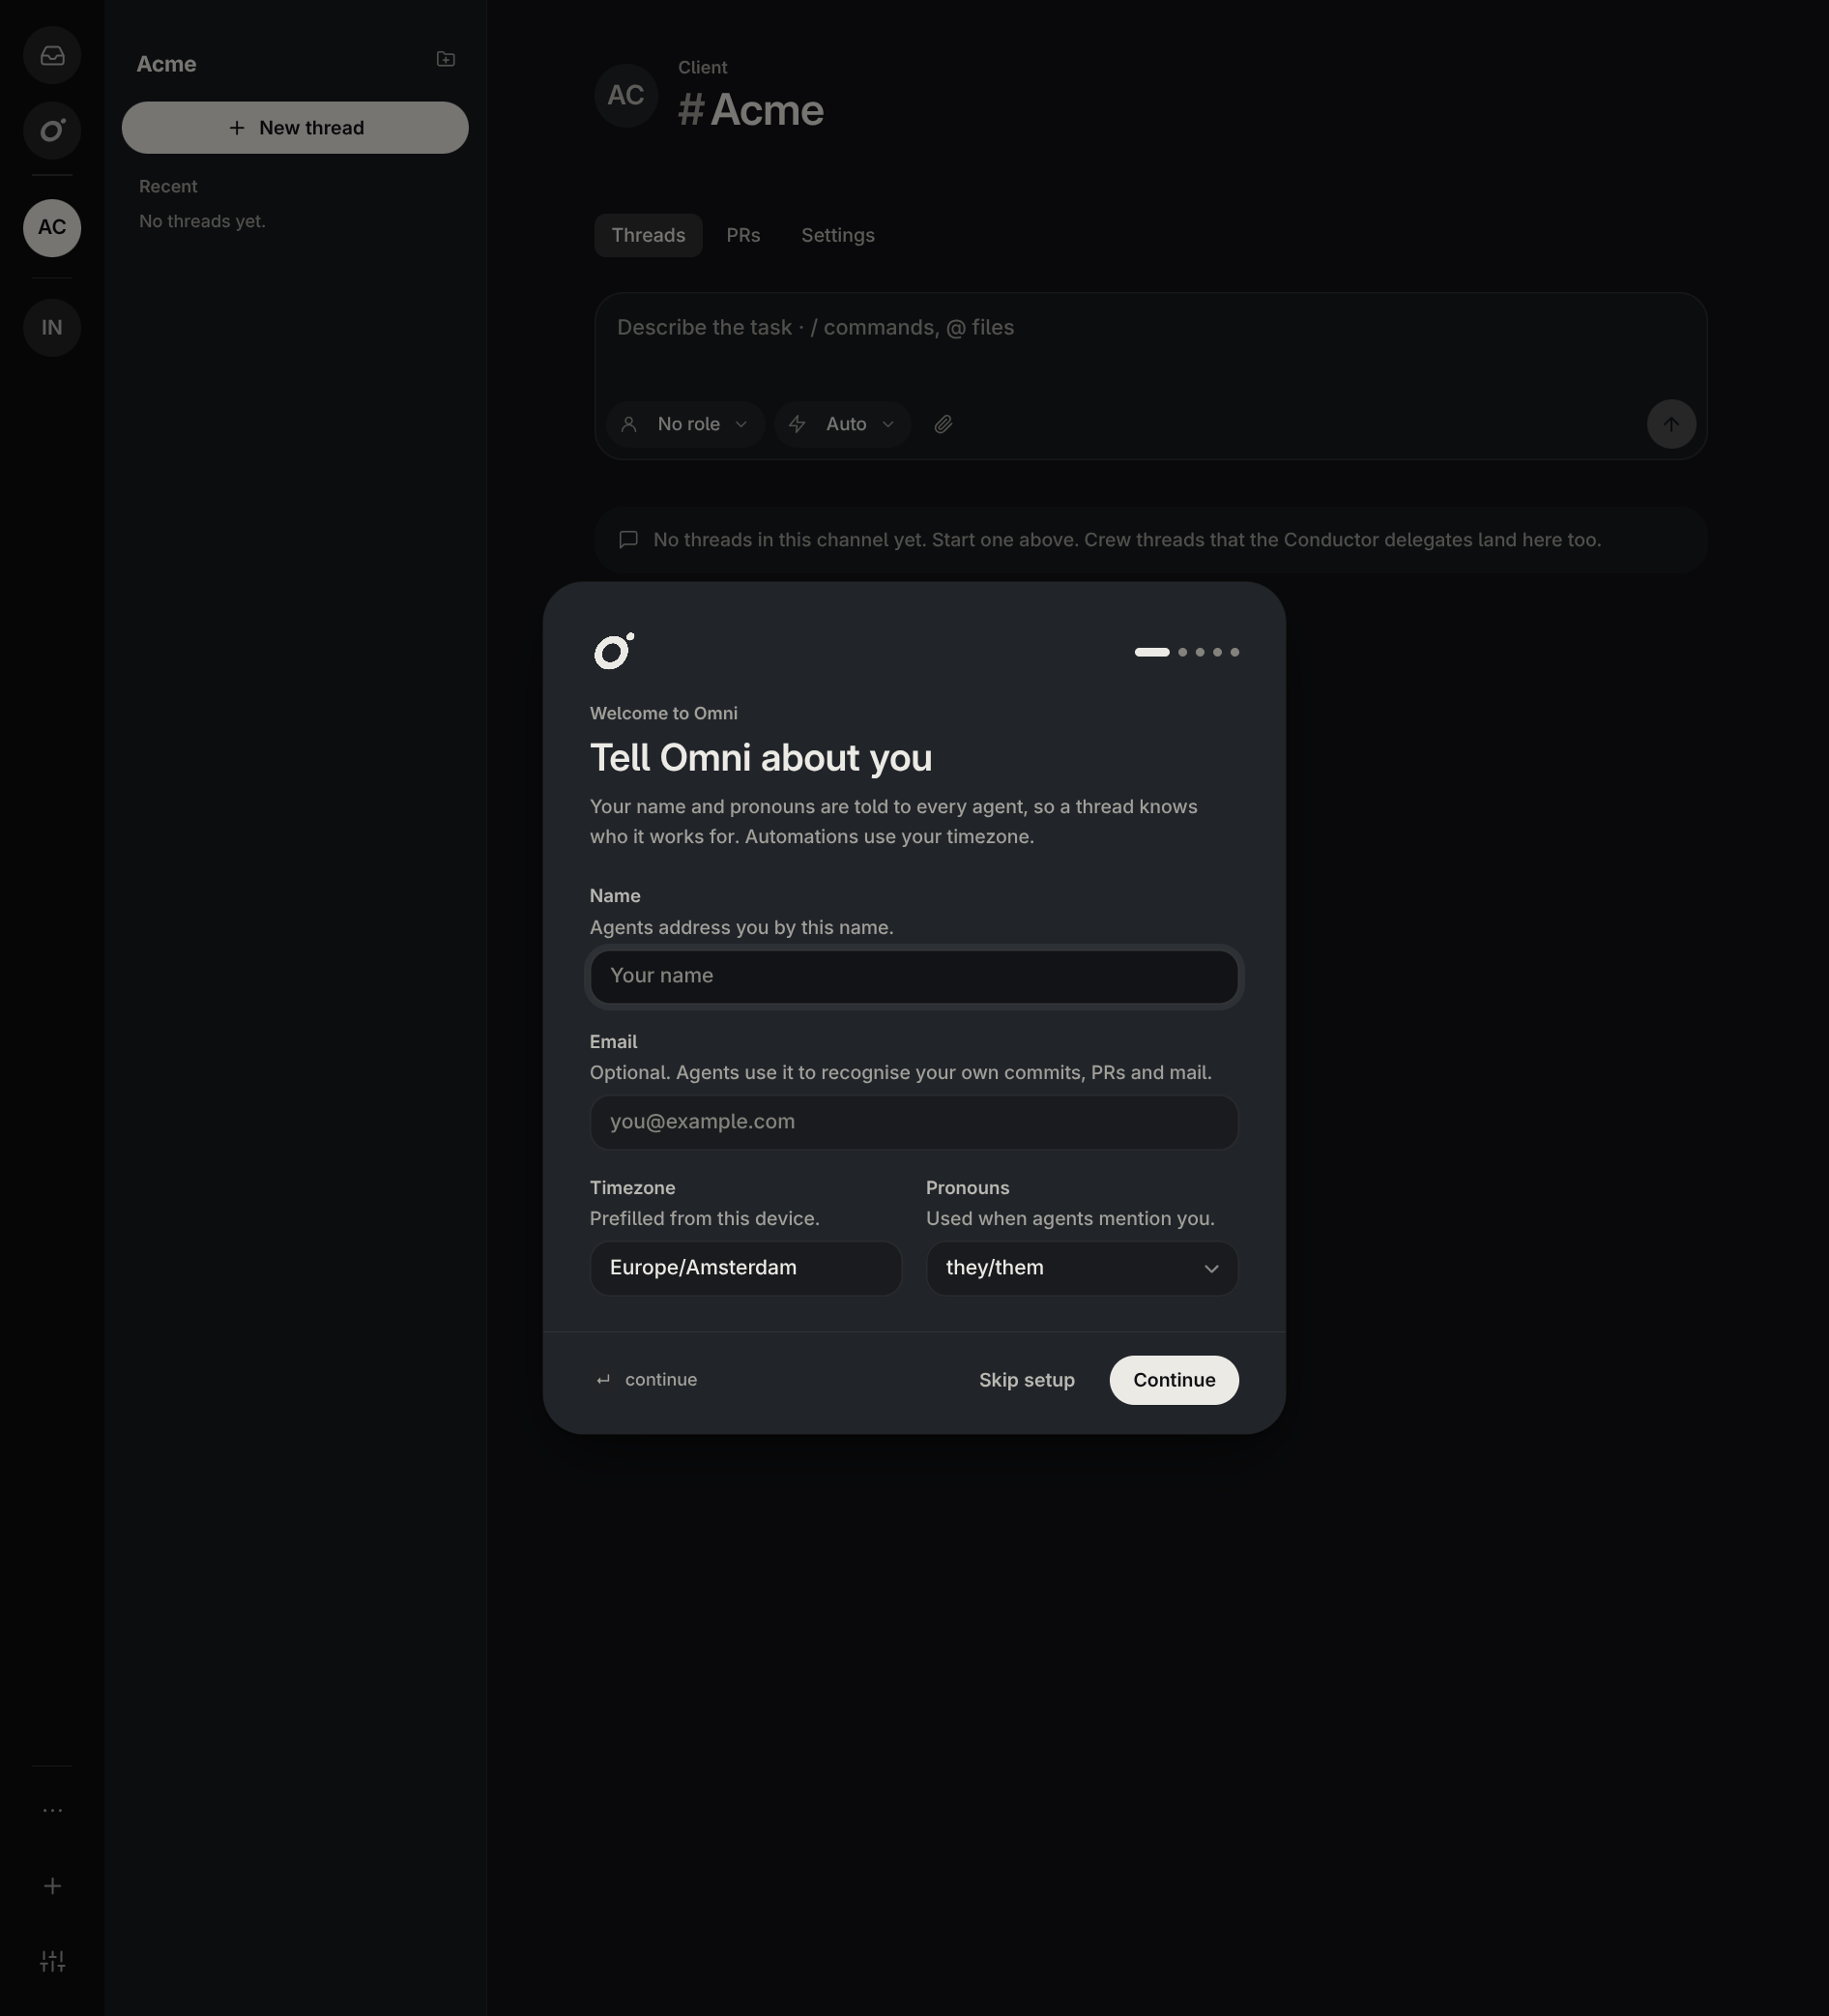 Acme
New thread
Recent
No threads yet.
AC
IN
AC
Client
# Acme
Threads
PRs
Settings
Describe the task · / commands, @ files
No role
Auto
No threads in this channel yet. Start one above. Crew threads that the Conductor delegates land here too.
Welcome to Omni
Tell Omni about you
Your name and pronouns are told to every agent, so a thread knows
who it works for. Automations use your timezone.
Name
Agents address you by this name.
Your name
Email
Optional. Agents use it to recognise your own commits, PRs and mail.
you@example.com
Timezone
Prefilled from this device.
Europe/Amsterdam
Pronouns
Used when agents mention you.
they/them
↵ continue
Skip setup
Continue